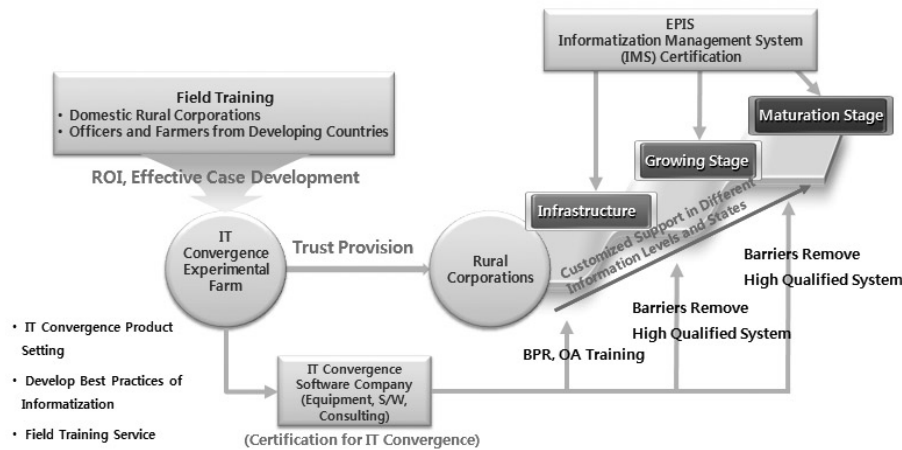 EPIS
Informatization Management System
(IMS) Certification
Field Training
• Domestic Rural Corporations
• Officers and Farmers from Developing Countries
Maturation Stage
Growing Stage
ROI, Effective Case Development
Infrastructure
Customized Support in Different
Information Levels and States
IT
Convergence
Experimental
Farm
Trust Provision
Rural
Corporations
Barriers Remove
High Qualified System
Barriers Remove
High Qualified System
BPR, OA Training
• IT Convergence Product
Setting
• Develop Best Practices of
Informatization
• Field Training Service
IT Convergence
Software Company
(Equipment, S/W,
Consulting)
(Certification for IT Convergence)